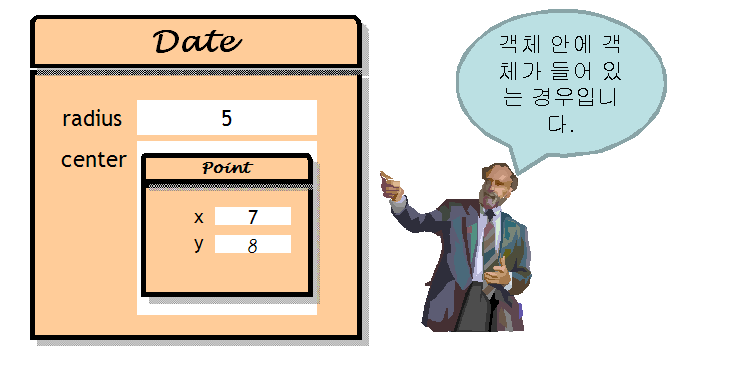 Date
radius 5
center
Point
x 7
y 8
객체 안에 객
체가 들어 있
는 경우입니
다.